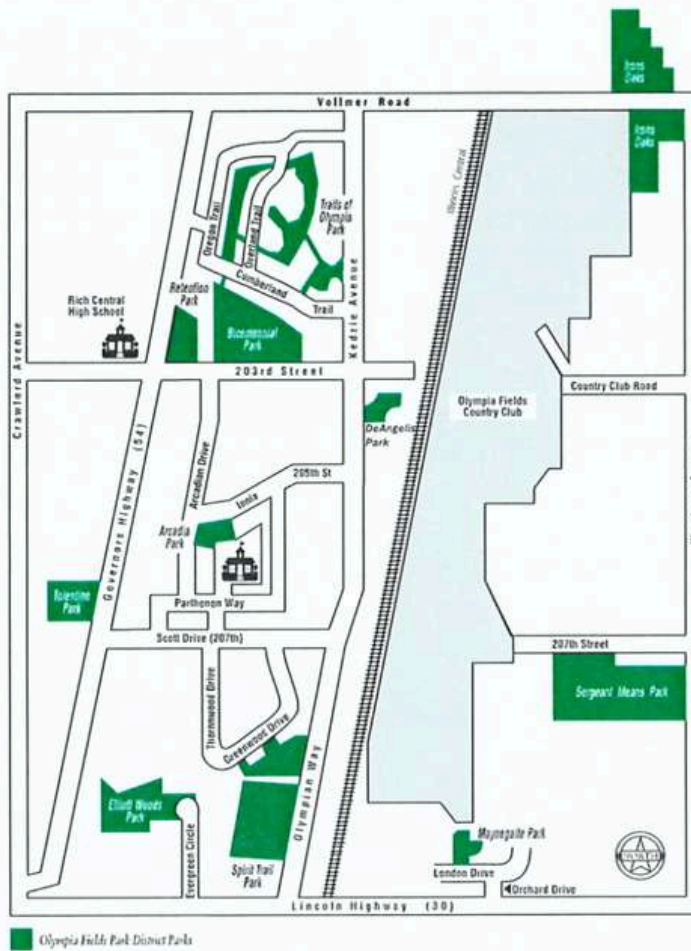 Irons
Oaks
Vollmer Road
Irons
Oaks
Illinois Central
Trails of
Olympia
Park
Oregon Trail
Overland Trail
Cumberland
Trail
Kedzie Avenue
Retention
Park
Rich Central
High School
Bicentennial
Park
Crawford Avenue
203rd Street
Country Club Road
Olympia Fields
Country Club
DeAngelis
Park
Governors Highway (54)
Arcadian Drive
205th St
Ionia
Arcadia
Park
Tolentine
Park
Parthenon Way
Scott Drive (207th)
207th Street
Thornwood Drive
Greenwood Drive
Sergeant Means Park
Olympian Way
Elliott Woods
Park
Evergreen Circle
Spirit Trail
Park
Maynegaite Park
London Drive
NORTH
Orchard Drive
Lincoln Highway (30)
Olympia Fields Park District Parks